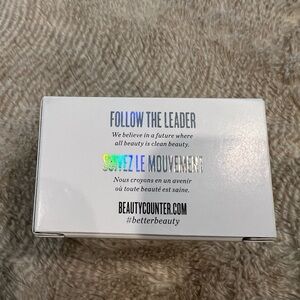 FOLLOW THE LEADER
We believe in a future where
all beauty is clean beauty.
SUIVEZ LE MOUVEMENT
Nous croyons en un avenir
où toute beauté est saine.
BEAUTYCOUNTER.COM
#betterbeauty